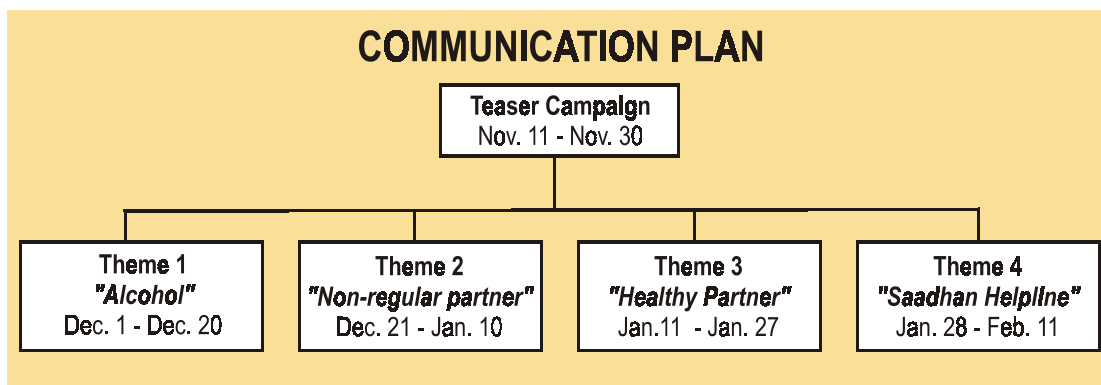 COMMUNICATION PLAN
Teaser Campaign
Nov. 11 - Nov. 30
Theme 1
"Alcohol"
Dec. 1 - Dec. 20
Theme 2
"Non-regular partner"
Dec. 21 - Jan. 10
Theme 3
"Healthy Partner"
Jan.11 - Jan. 27
Theme 4
"Saadhan Helpline"
Jan. 28 - Feb. 11